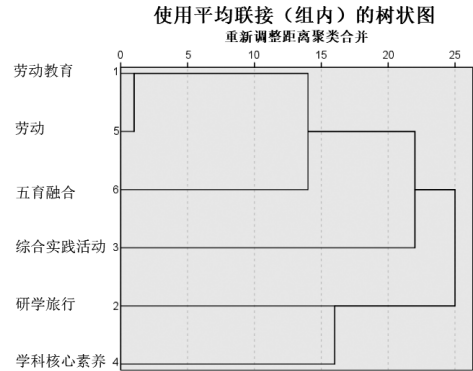 使用平均联接（组内）的树状图
重新调整距离聚类合并
0 5 10 15 20 25
劳动教育 1
劳动 5
五育融合 6
综合实践活动 3
研学旅行 2
学科核心素养 4